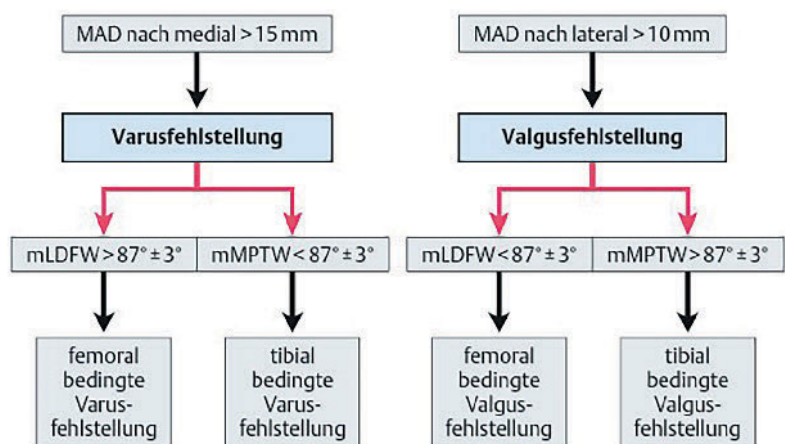 MAD nach medial > 15 mm
MAD nach lateral > 10 mm
Varusfehlstellung
Valgusfehlstellung
mLDFW > 87° ± 3°
mMPTW < 87° ± 3°
mLDFW < 87° ± 3°
mMPTW > 87° ± 3°
femoral
bedingte
Varus-
fehlstellung
tibial
bedingte
Varus-
fehlstellung
femoral
bedingte
Valgus-
fehlstellung
tibial
bedingte
Valgus-
fehlstellung